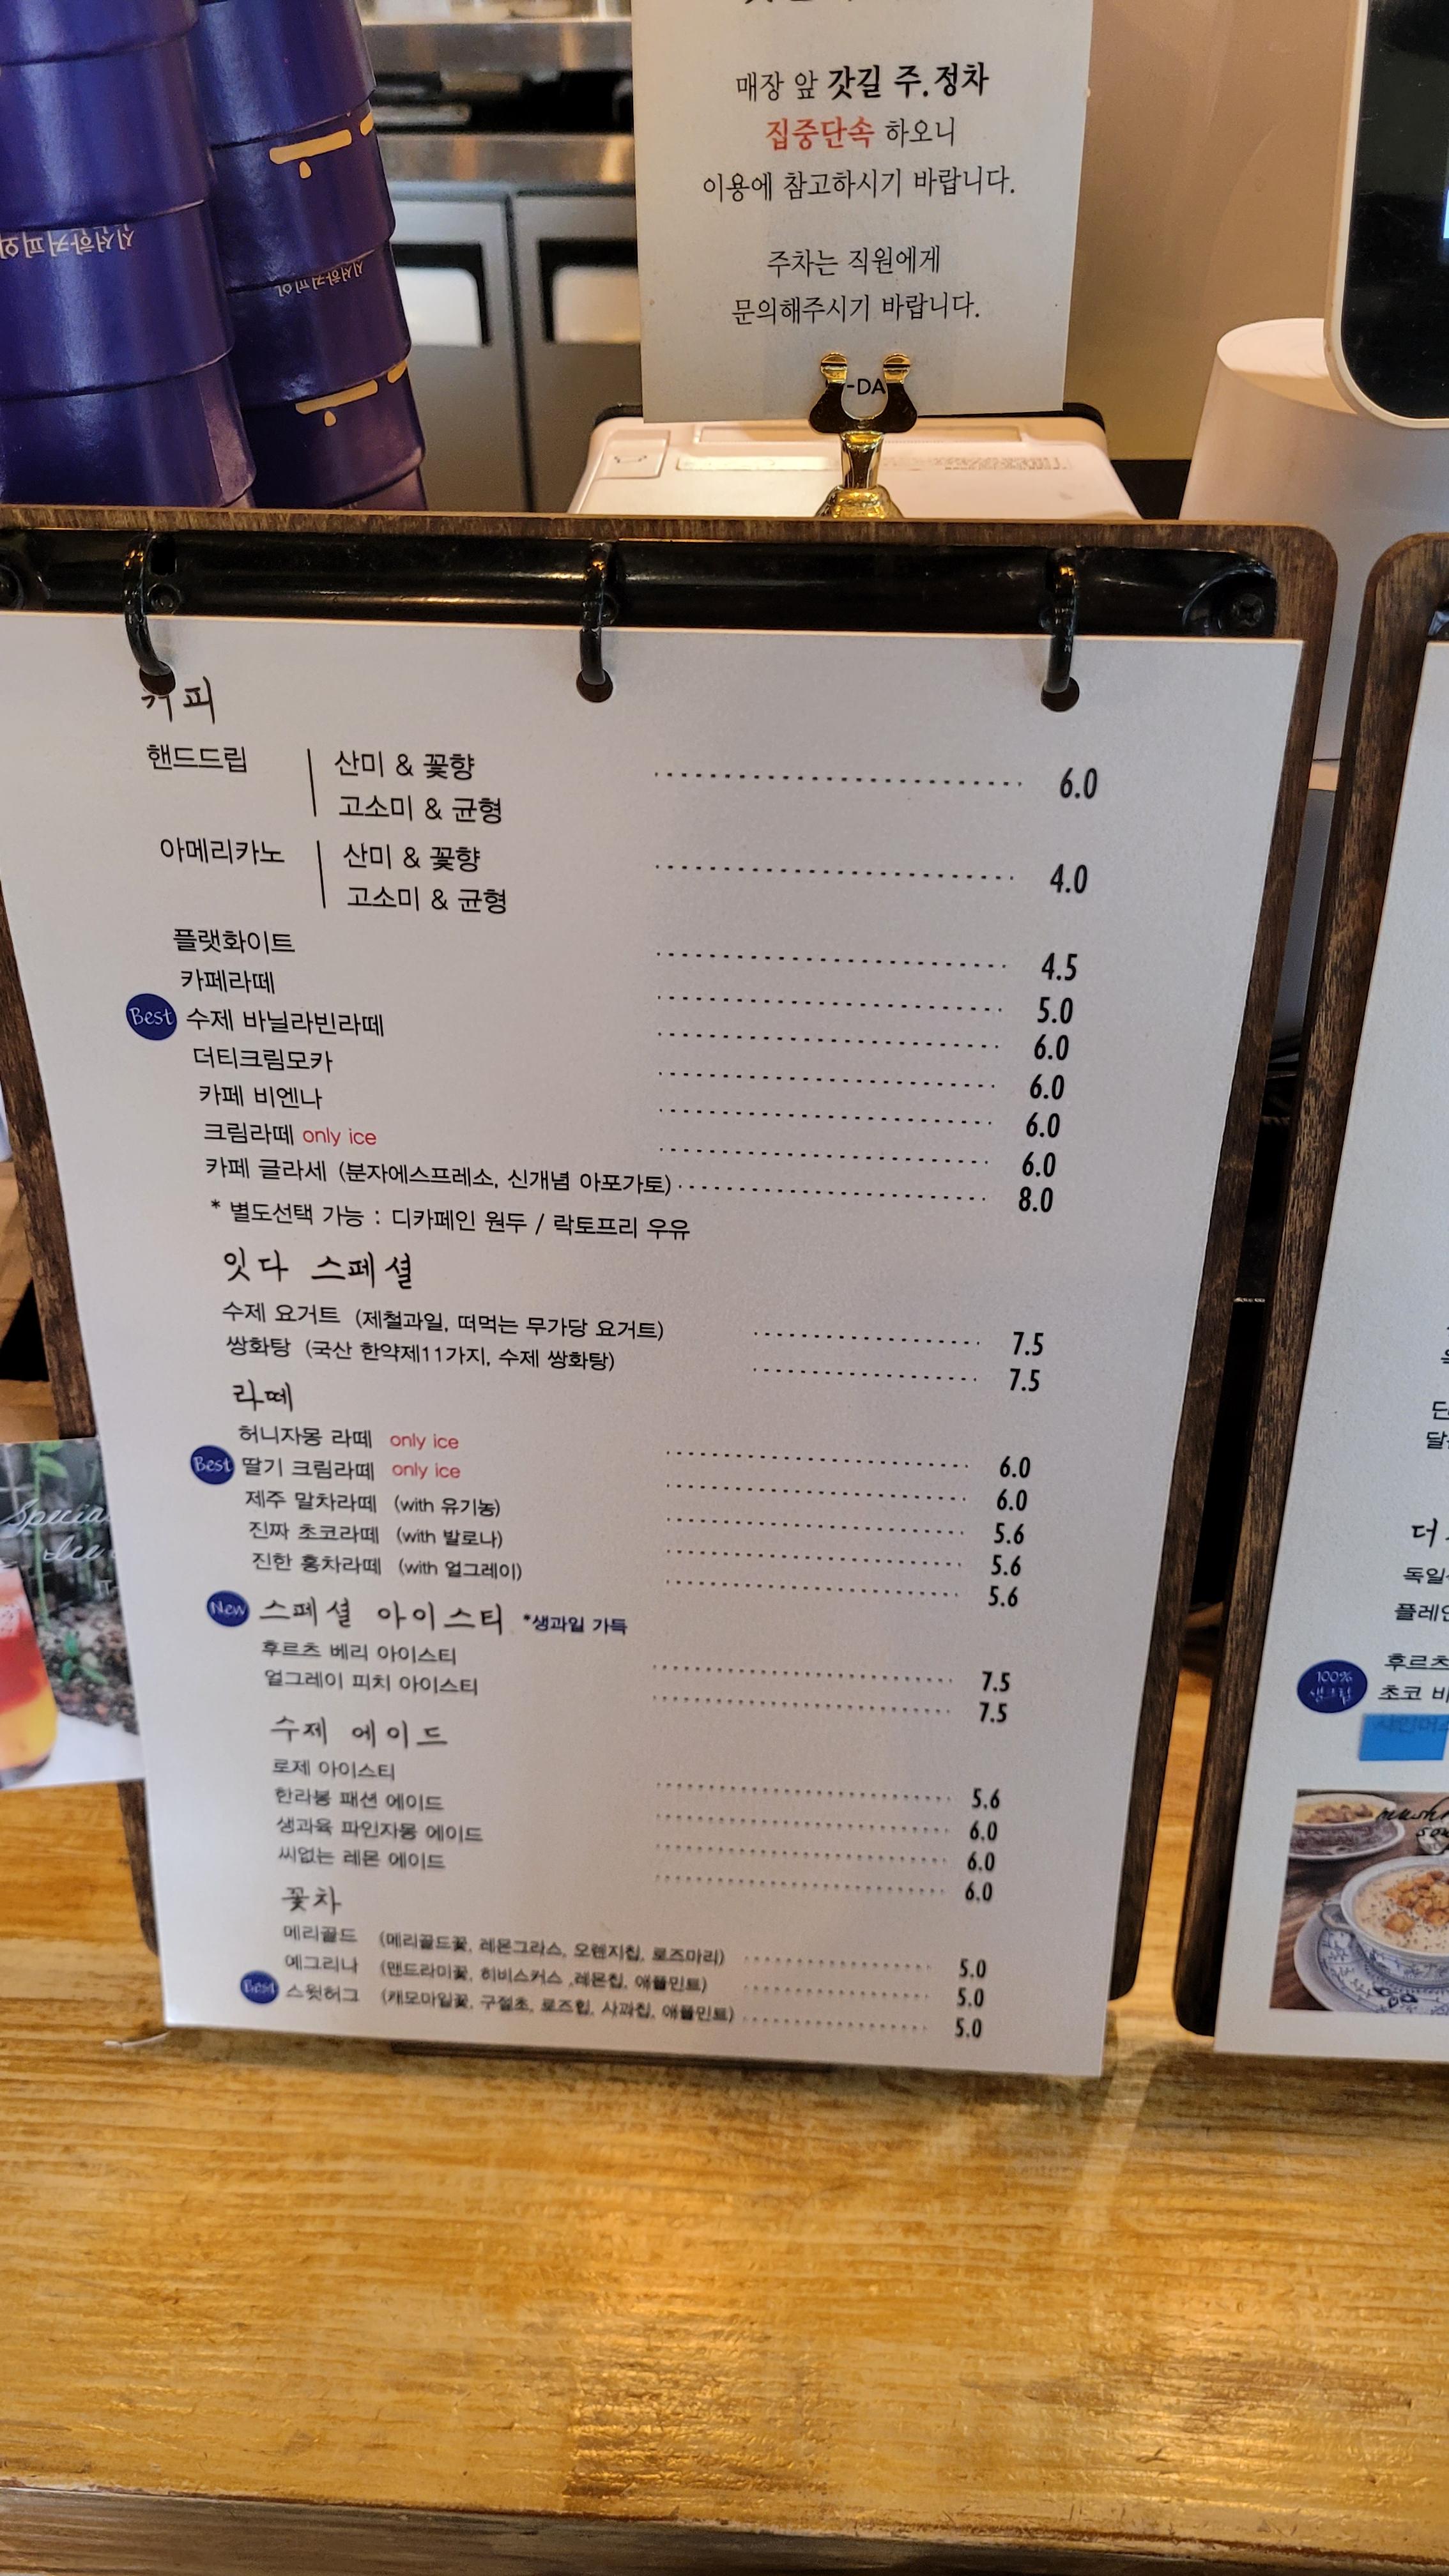 매장 앞 갓길 주.정차
집중단속 하오니
이용에 참고하시기 바랍니다.
주차는 직원에게
문의해주시기 바랍니다.
-DA
커피
핸드드립 산미 & 꽃향 6.0
고소미 & 균형
아메리카노 산미 & 꽃향 4.0
고소미 & 균형
플랫화이트 4.5
카페라떼 5.0
Best 수제 바닐라빈라떼 6.0
더티크림모카 6.0
카페 비엔나 6.0
크림라떼 only ice 6.0
카페 글라세 (분자에스프레소, 신개념 아포가토) 8.0
* 별도선택 가능 : 디카페인 원두 / 락토프리 우유
잇다 스페셜
수제 요거트 (제철과일, 떠먹는 무가당 요거트) 7.5
쌍화탕 (국산 한약제11가지, 수제 쌍화탕) 7.5
라떼
허니자몽 라떼 only ice 6.0
Best 딸기 크림라떼 only ice 6.0
제주 말차라떼 (with 유기농) 5.6
진짜 초코라떼 (with 발로나) 5.6
진한 홍차라떼 (with 얼그레이) 5.6
New 스페셜 아이스티 *생과일 가득
후르츠 베리 아이스티 7.5
얼그레이 피치 아이스티 7.5
수제 에이드
로제 아이스티 5.6
한라봉 패션 에이드 6.0
생과육 파인자몽 에이드 6.0
씨없는 레몬 에이드 6.0
꽃차
메리골드 (메리골드꽃, 레몬그라스, 오렌지칩, 로즈마리) 5.0
예그리나 (맨드라미꽃, 히비스커스 ,레몬칩, 애플민트) 5.0
Best 스윗허그 (캐모마일꽃, 구절초, 로즈힙, 사과칩, 애플민트) 5.0
더
독일
플레인
후르츠
100%
생크림
초코